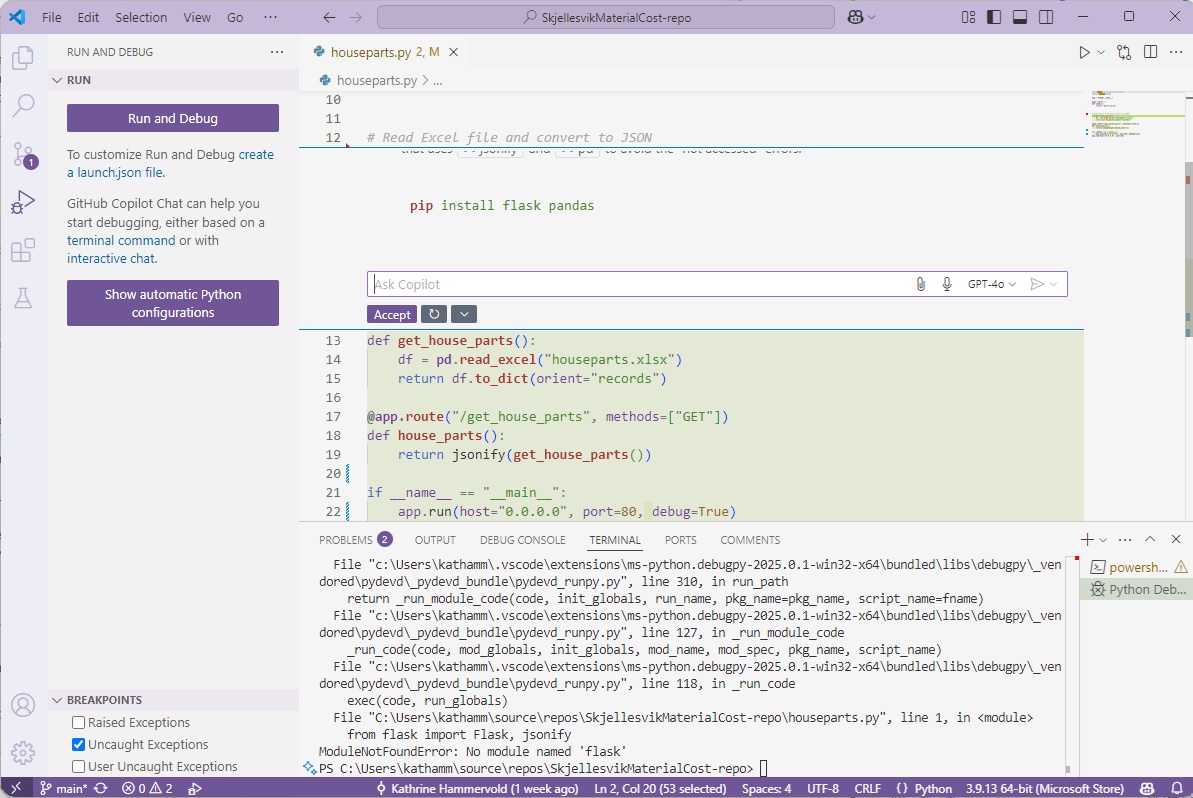 File Edit Selection View Go ··· SkjellesvikMaterialCost-repo
RUN AND DEBUG ···
RUN
Run and Debug
To customize Run and Debug create
a launch.json file.
GitHub Copilot Chat can help you
start debugging, either based on a
terminal command or with
interactive chat.
Show automatic Python
configurations
BREAKPOINTS
Raised Exceptions
Uncaught Exceptions
User Uncaught Exceptions
houseparts.py 2, M
houseparts.py > ...
10
11
12 # Read Excel file and convert to JSON
that uses jsonify and pd to avoid the "not accessed" errors.
pip install flask pandas
Ask Copilot GPT-4o
Accept
13 def get_house_parts():
14 df = pd.read_excel("houseparts.xlsx")
15 return df.to_dict(orient="records")
16
17 @app.route("/get_house_parts", methods=["GET"])
18 def house_parts():
19 return jsonify(get_house_parts())
20
21 if __name__ == "__main__":
22 app.run(host="0.0.0.0", port=80, debug=True)
PROBLEMS 2 OUTPUT DEBUG CONSOLE TERMINAL PORTS COMMENTS
File "c:\Users\kathamm\.vscode\extensions\ms-python.debugpy-2025.0.1-win32-x64\bundled\libs\debugpy\_ven
dored\pydevd\_pydevd_bundle\pydevd_runpy.py", line 310, in run_path
return _run_module_code(code, init_globals, run_name, pkg_name=pkg_name, script_name=fname)
File "c:\Users\kathamm\.vscode\extensions\ms-python.debugpy-2025.0.1-win32-x64\bundled\libs\debugpy\_ven
dored\pydevd\_pydevd_bundle\pydevd_runpy.py", line 127, in _run_module_code
_run_code(code, mod_globals, init_globals, mod_name, mod_spec, pkg_name, script_name)
File "c:\Users\kathamm\.vscode\extensions\ms-python.debugpy-2025.0.1-win32-x64\bundled\libs\debugpy\_ven
dored\pydevd\_pydevd_bundle\pydevd_runpy.py", line 118, in _run_code
exec(code, run_globals)
File "C:\Users\kathamm\source\repos\SkjellesvikMaterialCost-repo\houseparts.py", line 1, in <module>
from flask import Flask, jsonify
ModuleNotFoundError: No module named 'flask'
PS C:\Users\kathamm\source\repos\SkjellesvikMaterialCost-repo>
powersh...
Python Deb...
1
main* 0 2 Kathrine Hammervold (1 week ago) Ln 2, Col 20 (53 selected) Spaces: 4 UTF-8 CRLF {} Python 3.9.13 64-bit (Microsoft Store)